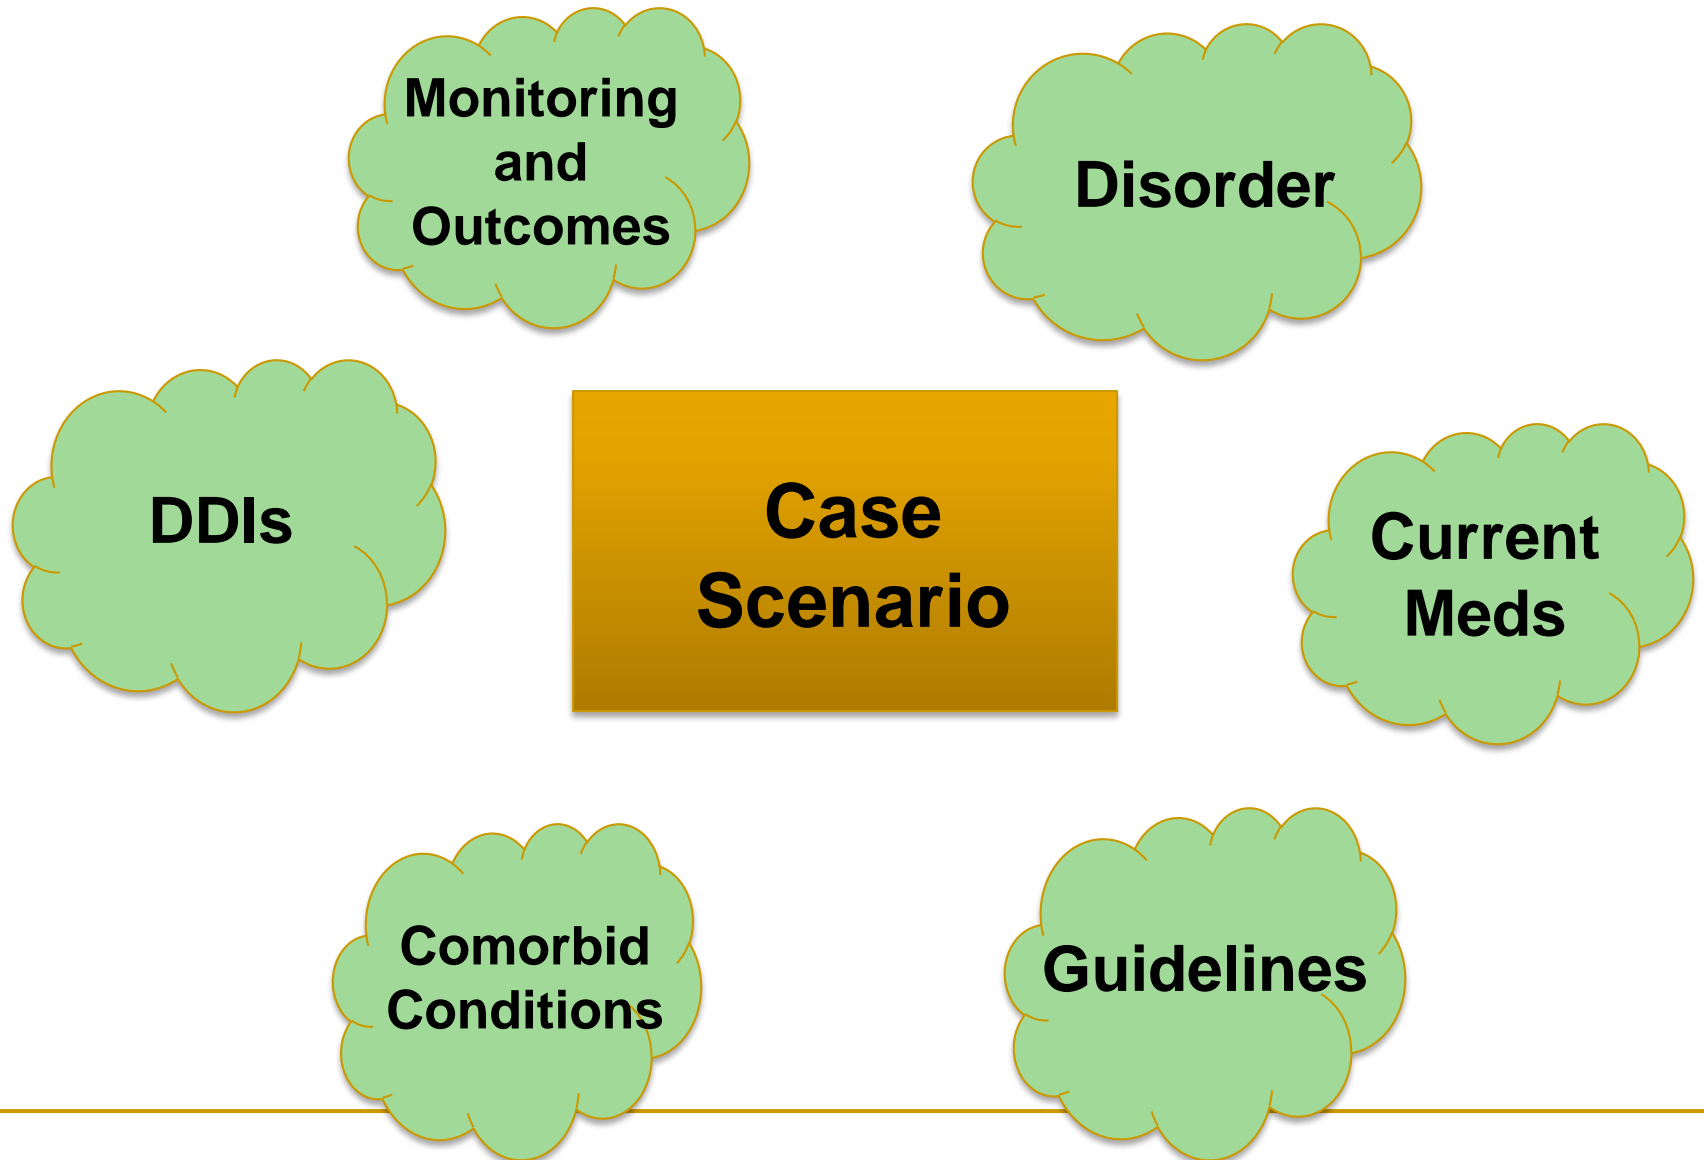 Monitoring
and
Outcomes
Disorder
DDIs
Case
Scenario
Current
Meds
Comorbid
Conditions
Guidelines